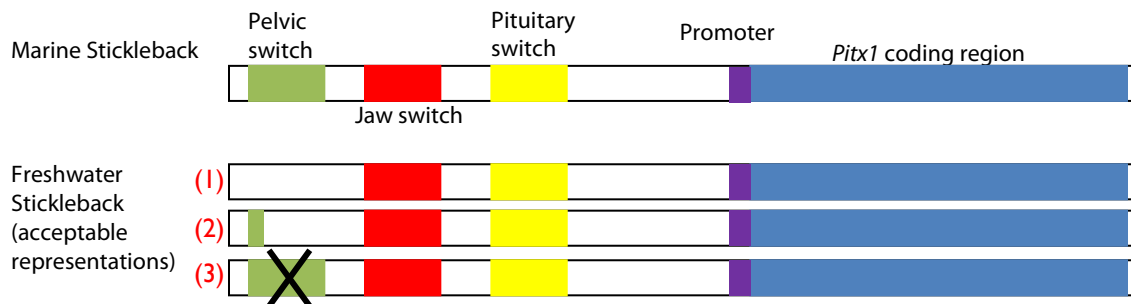 Marine Stickleback
Pelvic
switch
Pituitary
switch
Promoter
Pitx1 coding region
Jaw switch
Freshwater
Stickleback
(acceptable
representations)
(1)
(2)
(3)